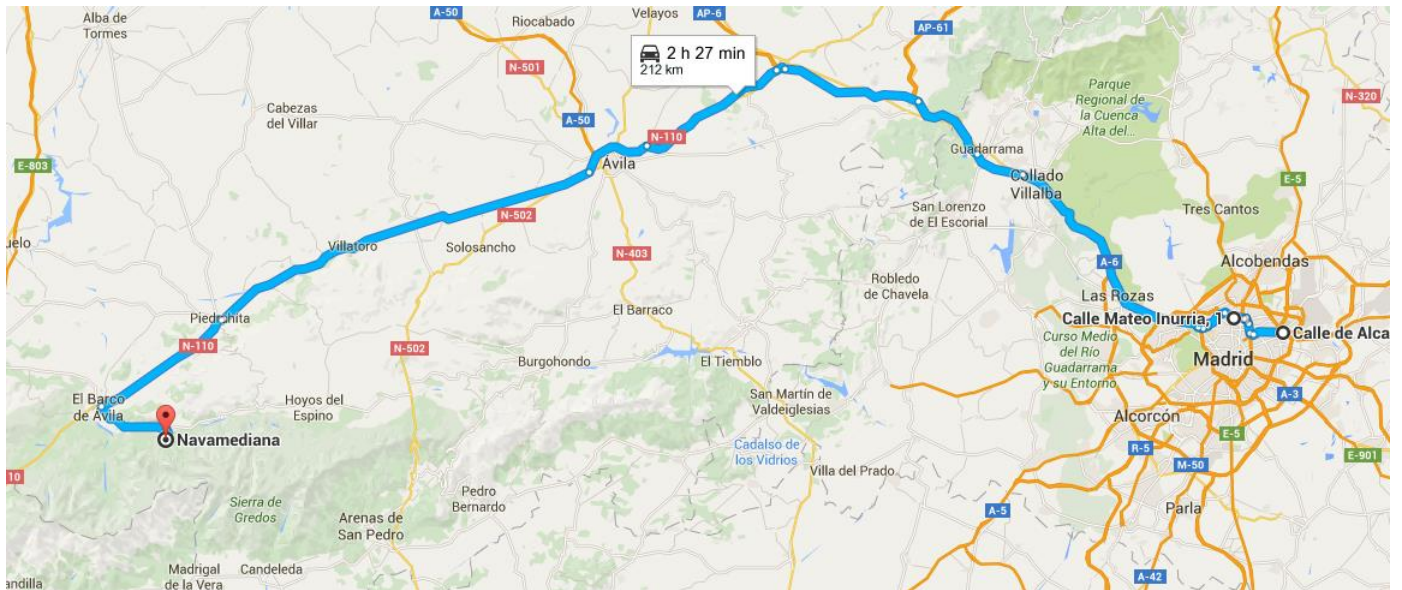 Alba de
Tormes
A-50
Riocabado
Velayos
AP-6
AP-61
2 h 27 min
212 km
N-501
Parque
Regional de
la Cuenca
Alta del...
N-320
Cabezas
del Villar
A-50
N-110
Guadarrama
E-803
Ávila
Collado
Villalba
E-5
Tres Cantos
N-502
San Lorenzo
de El Escorial
uelo
Villatoro
Solosancho
N-403
A-6
Alcobendas
Robledo
de Chavela
Las Rozas
El Barraco
Piedrahita
Calle Mateo Inurria, 1
Calle de Alca
Curso Medio
del Río
Guadarrama
y su Entorno
N-110
N-502
Burgohondo
El Tiemblo
Madrid
El Barco
de Ávila
Hoyos del
Espino
San Martín de
Valdeiglesias
A-3
Alcorcón
Navamediana
Cadalso de
los Vidrios
E-5
R-5
E-901
10
Villa del Prado
M-50
Sierra de
Gredos
Pedro
Bernardo
Parla
A-5
Arenas de
San Pedro
Madrigal
de la Vera
Candeleda
andilla
A-42